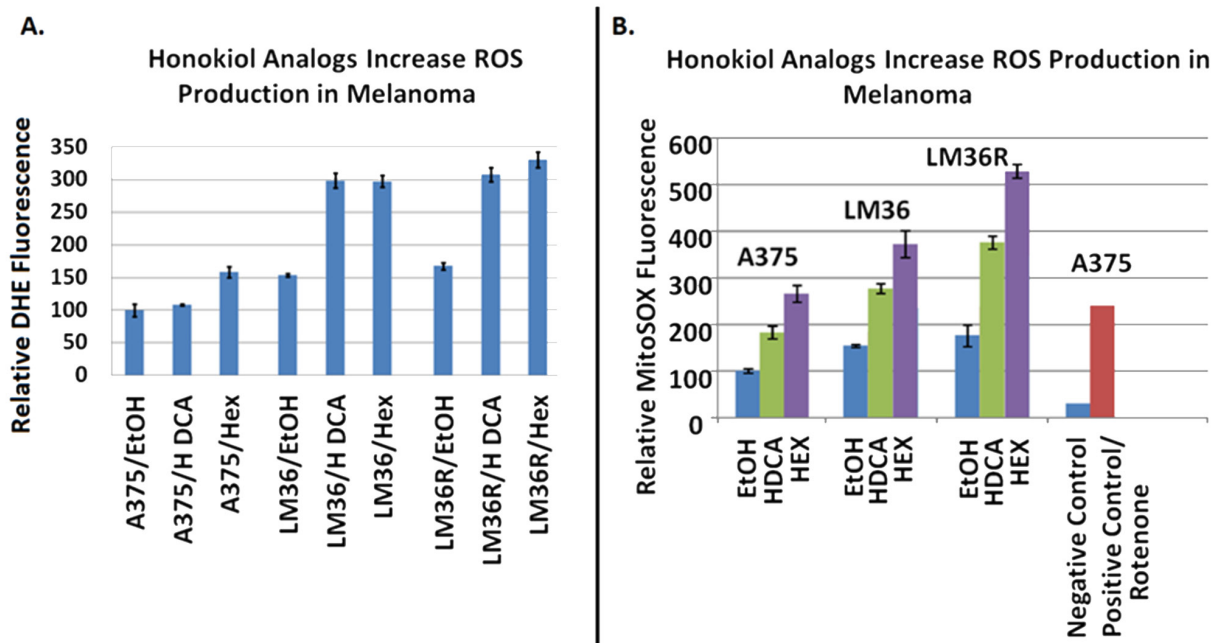 A.
Honokiol Analogs Increase ROS
Production in Melanoma
Relative DHE Fluorescence
350
300
250
200
150
100
50
0
A375/EtOH
A375/H DCA
A375/Hex
LM36/EtOH
LM36/H DCA
LM36/Hex
LM36R/EtOH
LM36R/H DCA
LM36R/Hex
B.
Honokiol Analogs Increase ROS Production in
Melanoma
Relative MitoSOX Fluorescence
600
500
400
300
200
100
0
A375
LM36
LM36R
A375
EtOH
HDCA
HEX
EtOH
HDCA
HEX
EtOH
HDCA
HEX
Negative Control
Positive Control/
Rotenone